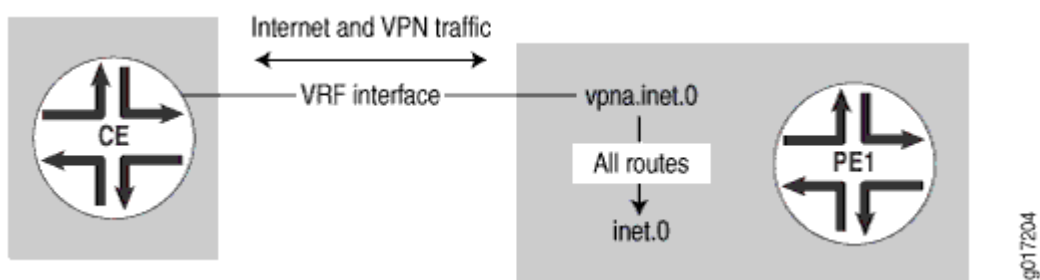 Internet and VPN traffic
VRF interface
vpna.inet.0
CE
All routes
PE1
inet.0
g017204